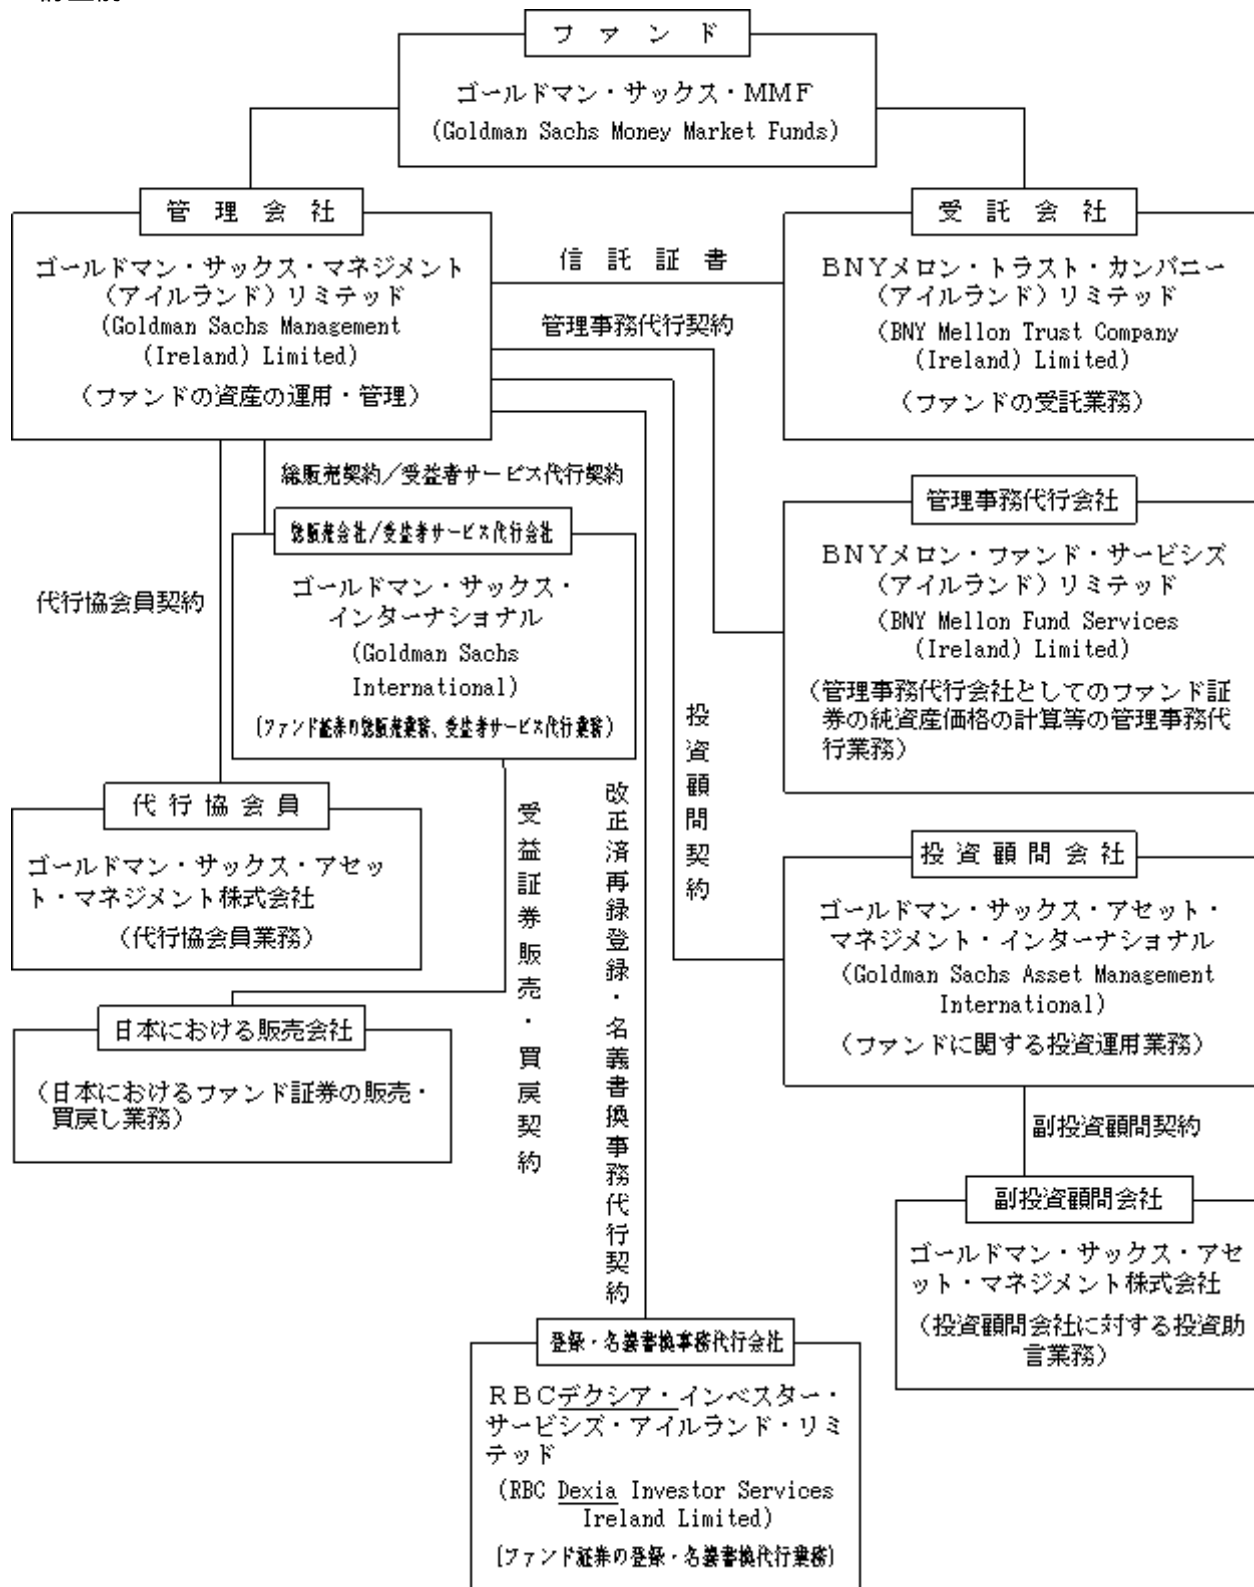 ファンド
ゴールドマン・サックス・ＭＭＦ
(Goldman Sachs Money Market Funds)
管理会社
ゴールドマン・サックス・マネジメント
（アイルランド）リミテッド
(Goldman Sachs Management
(Ireland) Limited)
（ファンドの資産の運用・管理）
信託証書
管理事務代行契約
受託会社
ＢＮＹメロン・トラスト・カンパニー
（アイルランド）リミテッド
(BNY Mellon Trust Company
(Ireland) Limited)
（ファンドの受託業務）
総販売契約／受益者サービス代行契約
総販売会社/受益者サービス代行会社
ゴールドマン・サックス・
インターナショナル
(Goldman Sachs
International)
(ファンド証券の総販売業務、受益者サービス代行業務)
管理事務代行会社
ＢＮＹメロン・ファンド・サービシズ
（アイルランド）リミテッド
(BNY Mellon Fund Services
(Ireland) Limited)
（管理事務代行会社としてのファンド証
券の純資産価格の計算等の管理事務代
行業務）
代行協会員契約
代行協会員
ゴールドマン・サックス・アセッ
ト・マネジメント株式会社
（代行協会員業務）
受益証券販売・買戻契約
改正済再録登録・名義書換事務代行契約
投資顧問契約
投資顧問会社
ゴールドマン・サックス・アセット・
マネジメント・インターナショナル
(Goldman Sachs Asset Management
International)
（ファンドに関する投資運用業務）
日本における販売会社
（日本におけるファンド証券の販売・
買戻し業務）
副投資顧問契約
副投資顧問会社
ゴールドマン・サックス・アセ
ット・マネジメント株式会社
（投資顧問会社に対する投資助
言業務）
登録・名義書換事務代行会社
ＲＢＣデクシア・インベスター・
サービシズ・アイルランド・リミ
テッド
(RBC Dexia Investor Services
Ireland Limited)
(ファンド証券の登録・名義書換代行業務)